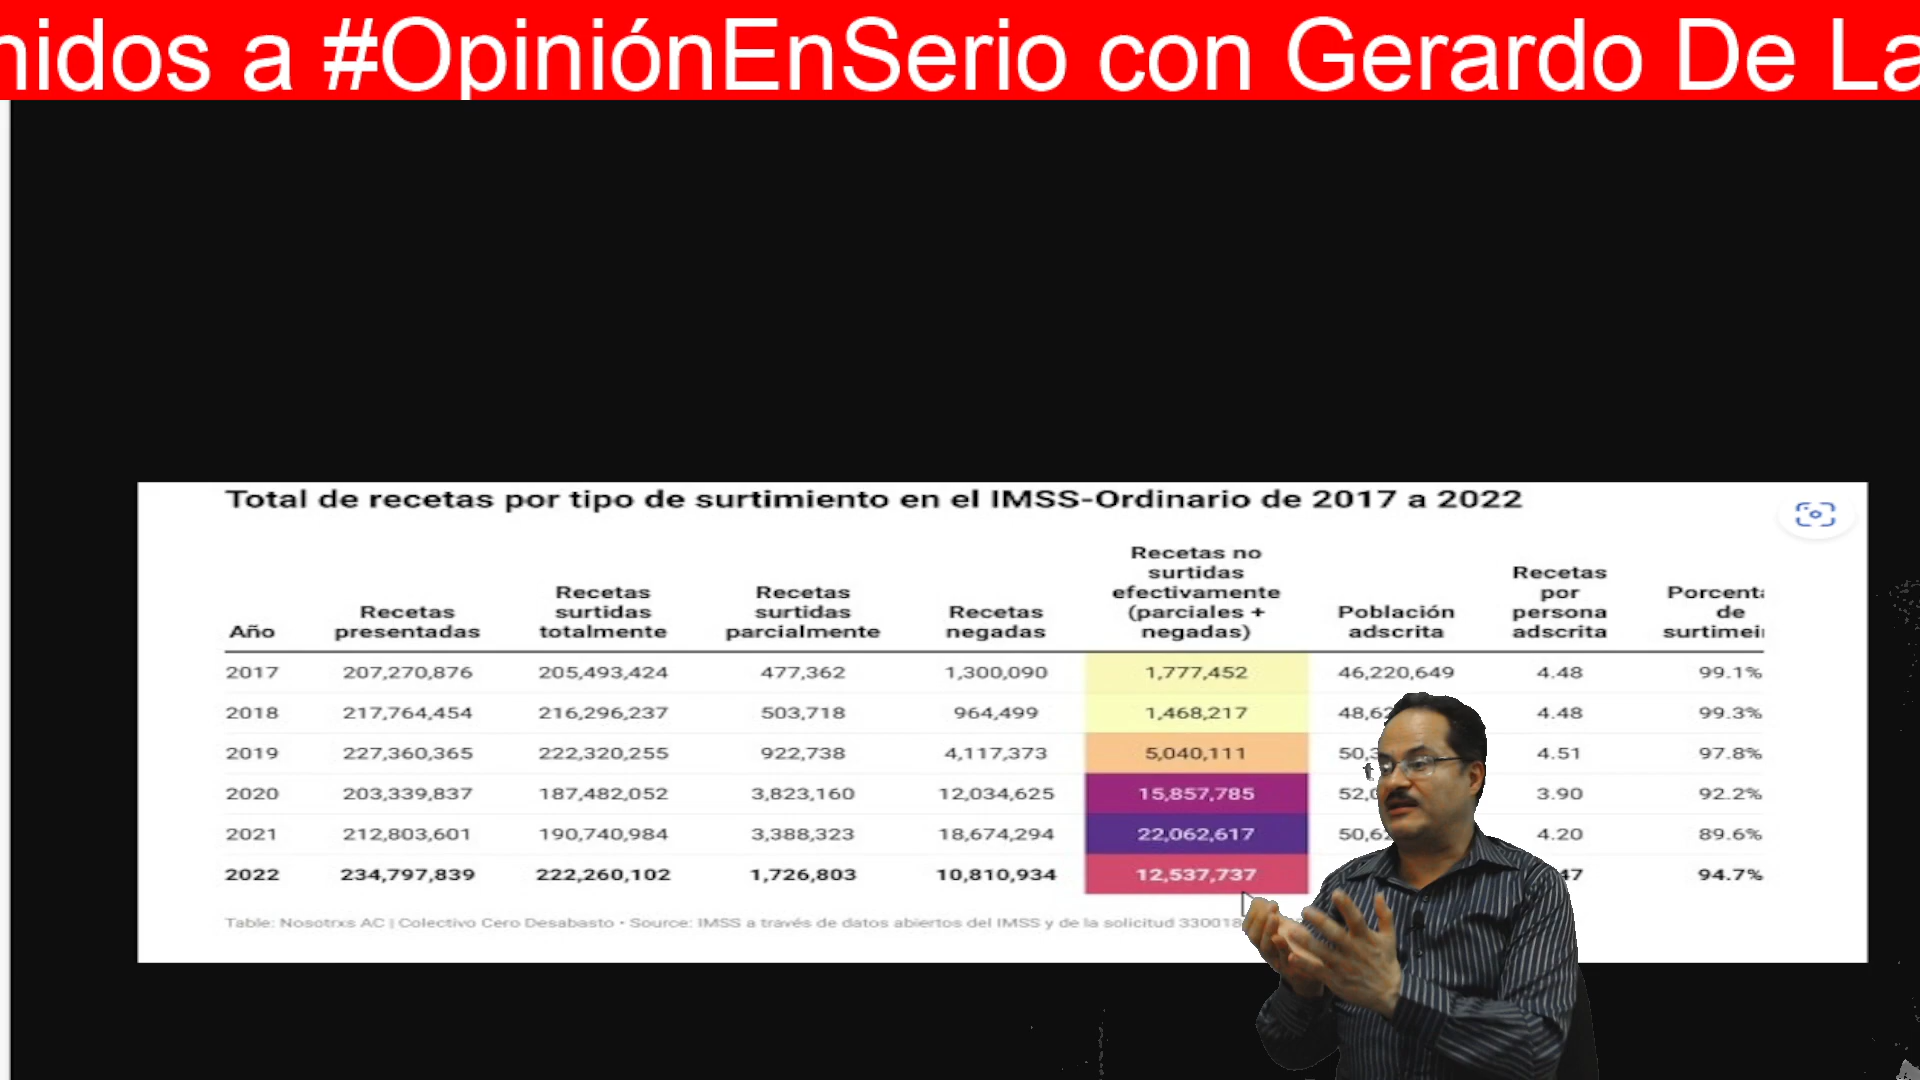 a #OpiniónEnSerio con Gerardo De
Total de recetas por tipo de surtimiento en el IMSS-Ordinario de 2017 a 2022
Año Recetas presentadas Recetas surtidas totalmente Recetas surtidas parcialmente Recetas negadas Recetas no surtidas efectivamente (parciales + negadas) Población adscrita Recetas por persona adscrita de
2017 207,270,876 205,493,424 477,362 1,300,090 1,777,452 46,220,649 4.48 99.1%
2018 217,764,454 216,296,237 503,718 964,499 1,468,217 4.48 99.3%
2019 227,360,365 222,320,255 922,738 4,117,373 5,040,111 4.51 97.8%
2020 203,339,837 187,482,052 3,823,160 12,034,625 15,857,785 3.90 92.2%
2021 212,803,601 190,740,984 3,388,323 18,674,294 22,062,617 4.20 89.6%
2022 234,797,839 222,260,102 1,726,803 10,810,934 12,537,737 94.7%
Table: Nosotrxs AC | Colectivo Cero Desabasto • Source: IMSS a través de datos abiertos del IMSS y de la solicitud